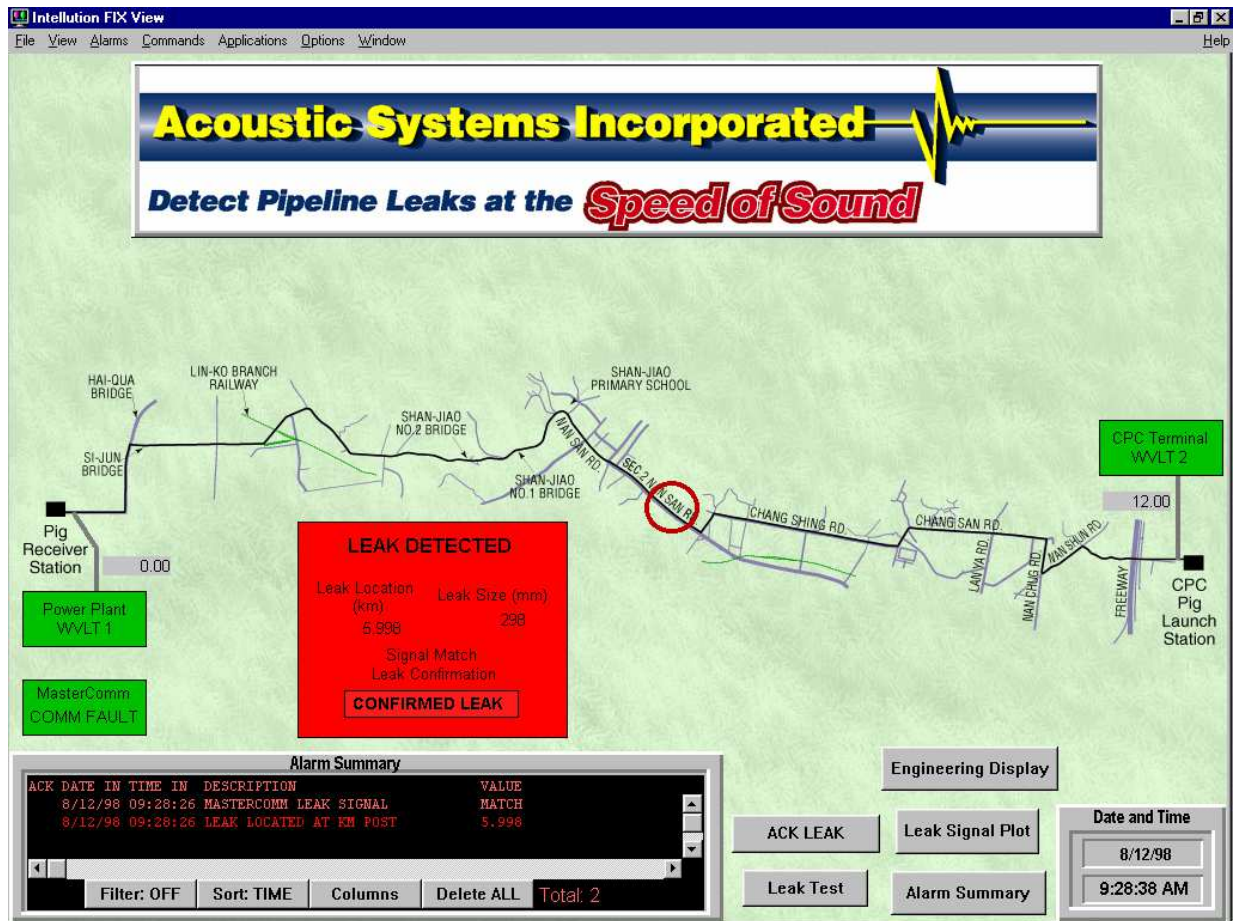 Intellution FIX View
File View Alarms Commands Applications Options Window Help
Acoustic Systems Incorporated
Detect Pipeline Leaks at the Speed of Sound
HAI-QUA
BRIDGE
LIN-KO BRANCH
RAILWAY
SHAN-JIAO
PRIMARY SCHOOL
SHAN-JIAO
NO.2 BRIDGE
SI-JUN
BRIDGE
SHAN-JIAO
NO.1 BRIDGE
NAN SAN RD.
SEC 2 NAN SAN RD.
CHANG SHING RD.
CHANG SAN RD.
LAN YA RD.
NAN CHUG RD.
NAN SHUN RD.
FREEWAY
CPC Terminal
WVLT 2
12.00
CPC
Pig
Launch
Station
Pig
Receiver
Station
0.00
Power Plant
WVLT 1
MasterComm
COMM FAULT
LEAK DETECTED
Leak Location
(km)
5.998
Leak Size (mm)
298
Signal Match
Leak Confirmation
CONFIRMED LEAK
Alarm Summary
ACK DATE IN TIME IN DESCRIPTION VALUE
8/12/98 09:28:26 MASTERCOMM LEAK SIGNAL MATCH
8/12/98 09:28:26 LEAK LOCATED AT KM POST 5.998
Filter: OFF Sort: TIME Columns Delete ALL Total: 2
Engineering Display
ACK LEAK
Leak Signal Plot
Leak Test
Alarm Summary
Date and Time
8/12/98
9:28:38 AM